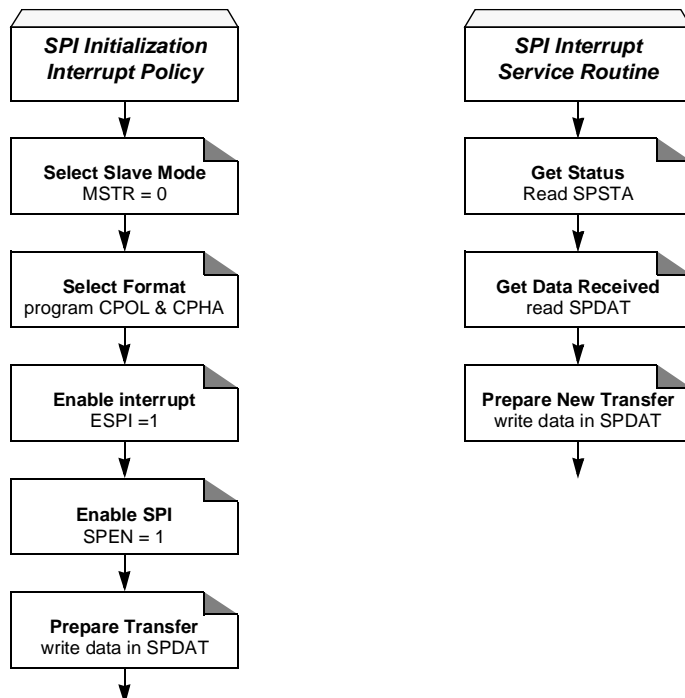 SPI Initialization
Interrupt Policy
Select Slave Mode
MSTR = 0
Select Format
program CPOL & CPHA
Enable interrupt
ESPI =1
Enable SPI
SPEN = 1
Prepare Transfer
write data in SPDAT
SPI Interrupt
Service Routine
Get Status
Read SPSTA
Get Data Received
read SPDAT
Prepare New Transfer
write data in SPDAT